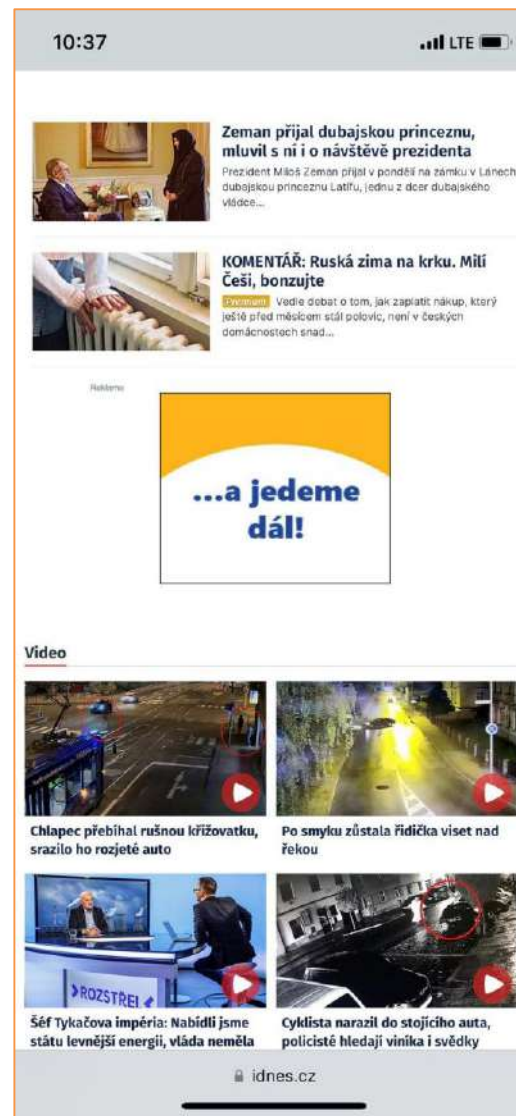 10:37
LTE
Zeman přijal dubajskou princeznu,
mluvil s ní i o návštěvě prezidenta
Prezident Miloš Zeman přijal v pondělí na zámku v Lánech
dubajskou princeznu Latífu, jednu z dcer dubajského
vládce...
KOMENTÁŘ: Ruská zima na krku. Milí
Češi, bonzujte
Premium Vedle debat o tom, jak zaplatit nákup, který
ještě před měsícem stál polovic, není v českých
domácnostech snad...
Reklama
...a jedeme
dál!
Video
Chlapec přebíhal rušnou křižovatku,
srazilo ho rozjeté auto
Po smyku zůstala řidička viset nad
řekou
ROZSTŘEL
Šéf Tykačova impéria: Nabídli jsme
státu levnější energii, vláda neměla
Cyklista narazil do stojícího auta,
policisté hledají viníka i svědky
idnes.cz